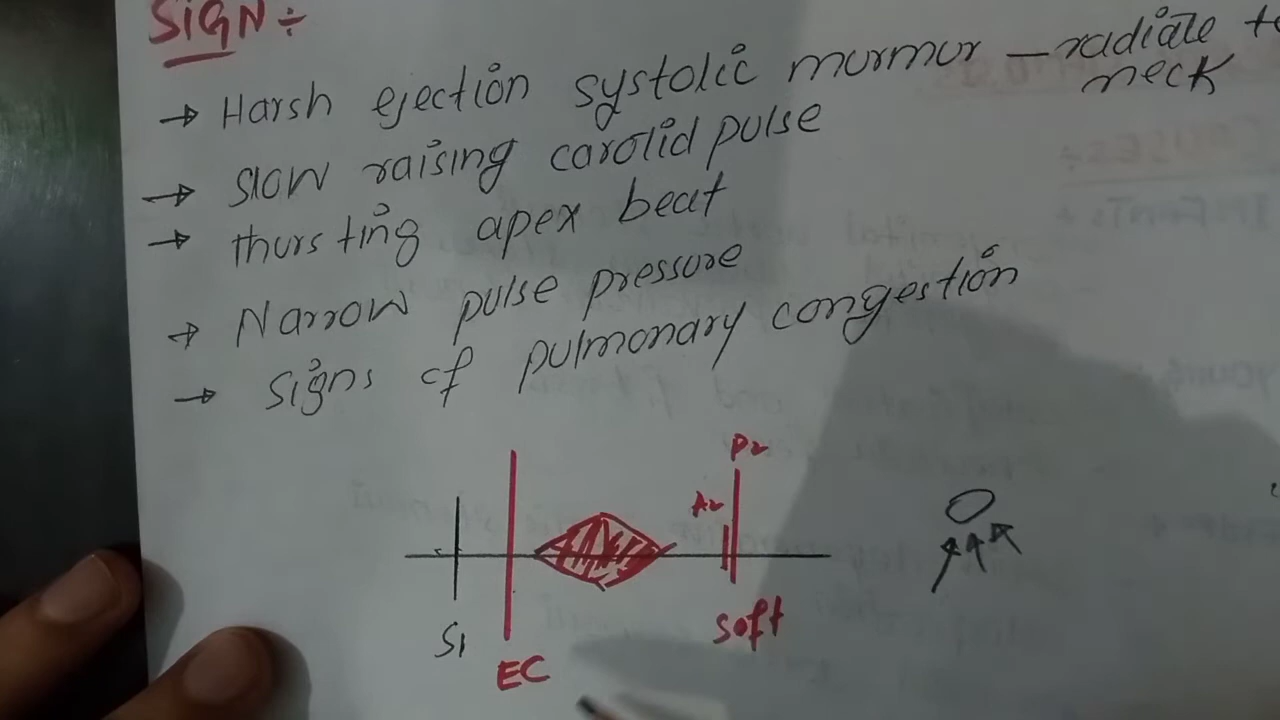 SIGN ÷
→ Harsh ejection systolic murmur – radiate to
neck
→ Slow raising carotid pulse
→ thursting apex beat
→ Narrow pulse pressure
→ Signs of pulmonary congestion
P2
A2
S1
soft
EC